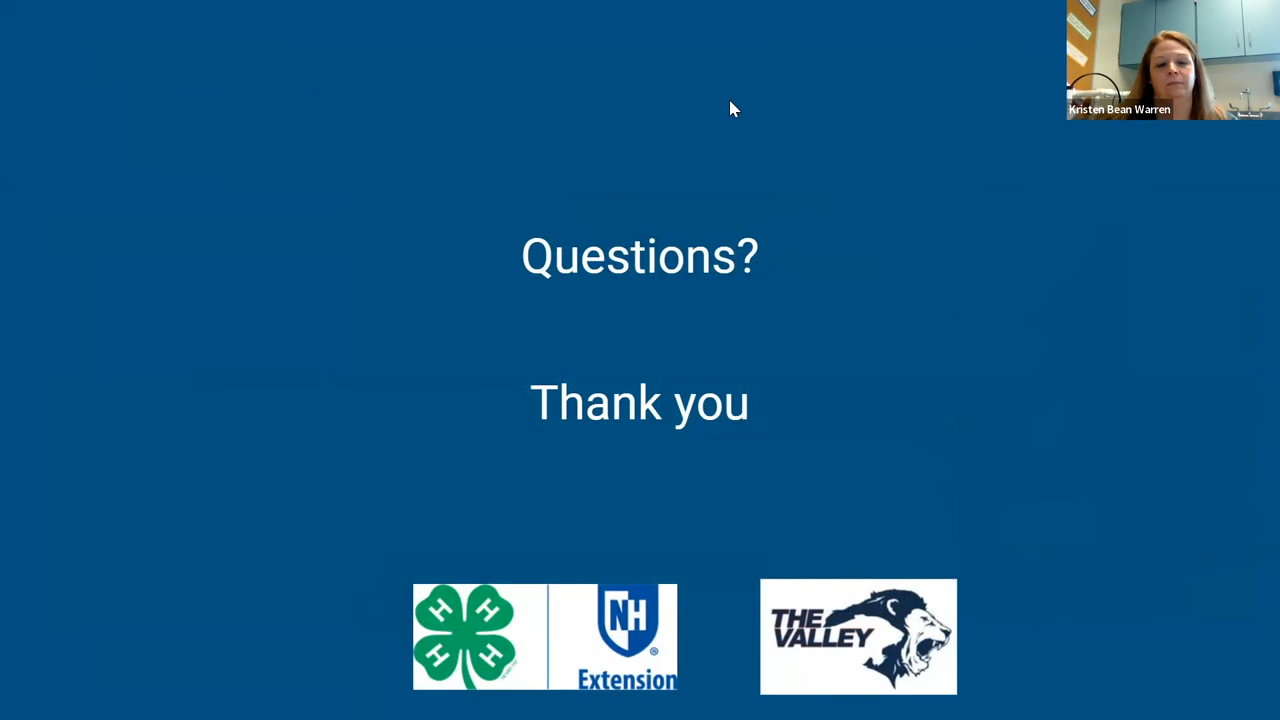 Kristen Bean Warren
Questions?
Thank you
H H
H H
NH
®
Extension
THE
VALLEY